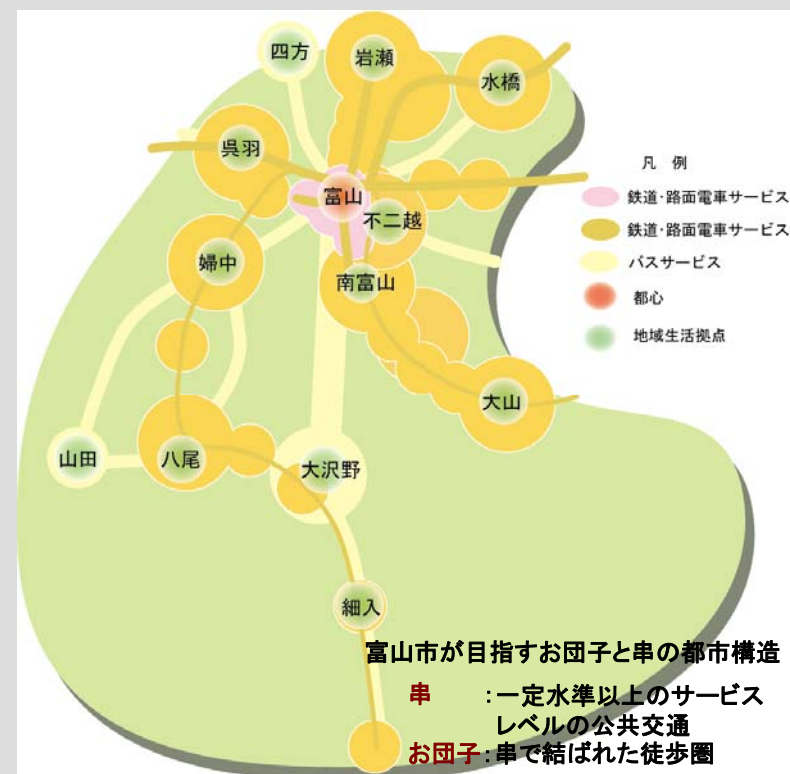 四方
岩瀬
水橋
呉羽
富山
不二越
婦中
南富山
大山
山田
八尾
大沢野
細入
凡 例
鉄道・路面電車サービス
鉄道・路面電車サービス
バスサービス
都心
地域生活拠点
富山市が目指すお団子と串の都市構造
串 :一定水準以上のサービス
レベルの公共交通
お団子:串で結ばれた徒歩圏